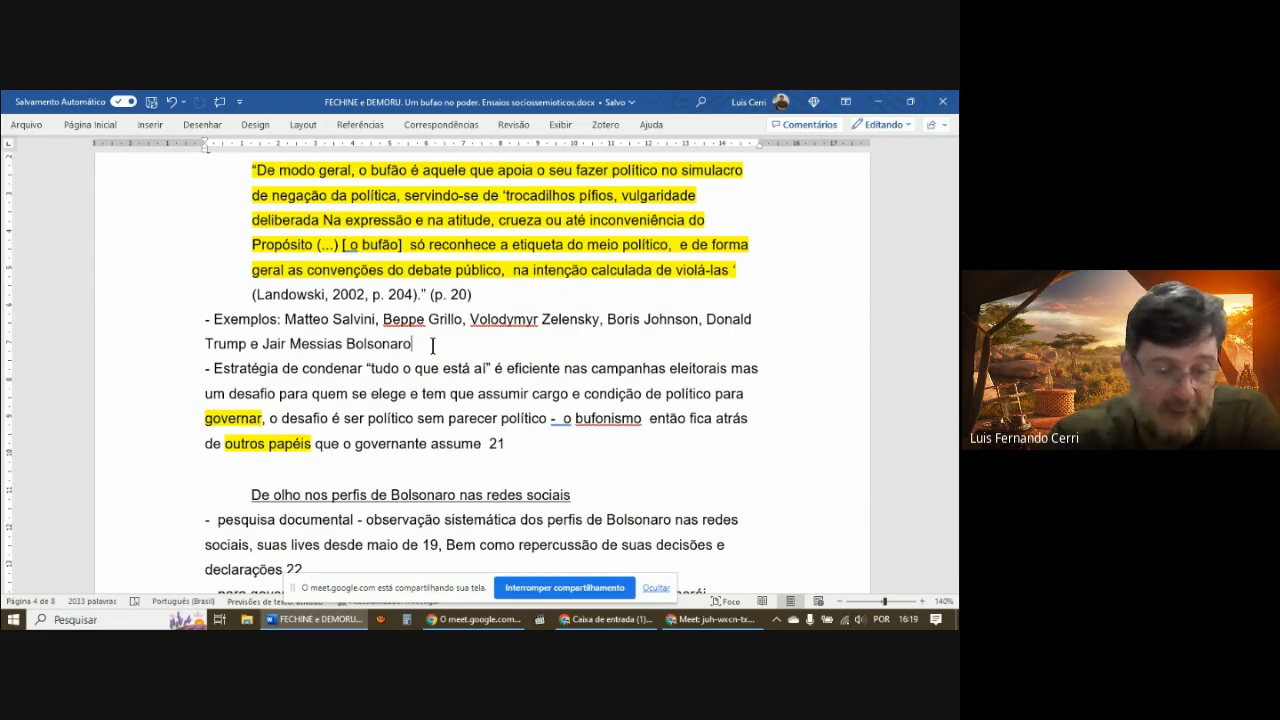 Salvamento Automático
FECHINE e DEMORU. Um bufao no poder. Ensaios sociossemioticos.docx • Salvo
Luis Cerri
Arquivo Página Inicial Inserir Desenhar Design Layout Referências Correspondências Revisão Exibir Zotero Ajuda Comentários Editando
“De modo geral, o bufão é aquele que apoia o seu fazer político no simulacro
de negação da política, servindo-se de ‘trocadilhos pífios, vulgaridade
deliberada Na expressão e na atitude, crueza ou até inconveniência do
Propósito (...) [ o bufão] só reconhece a etiqueta do meio político, e de forma
geral as convenções do debate público, na intenção calculada de violá-las ‘
(Landowski, 2002, p. 204).” (p. 20)
- Exemplos: Matteo Salvini, Beppe Grillo, Volodymyr Zelensky, Boris Johnson, Donald
Trump e Jair Messias Bolsonaro
- Estratégia de condenar “tudo o que está aí” é eficiente nas campanhas eleitorais mas
um desafio para quem se elege e tem que assumir cargo e condição de político para
governar, o desafio é ser político sem parecer político - o bufonismo então fica atrás
de outros papéis que o governante assume 21
De olho nos perfis de Bolsonaro nas redes sociais
- pesquisa documental - observação sistemática dos perfis de Bolsonaro nas redes
sociais, suas lives desde maio de 19, Bem como repercussão de suas decisões e
declarações 22
O meet.google.com está compartilhando sua tela. Interromper compartilhamento Ocultar
Página 4 de 8 2033 palavras Português (Brasil) Previsões de Foco 140%
Pesquisar FECHINE e DEMORU... O meet.google.com... Caixa de entrada (1)... Meet: juh-wxcn-tx... POR 16:19
Luis Fernando Cerri